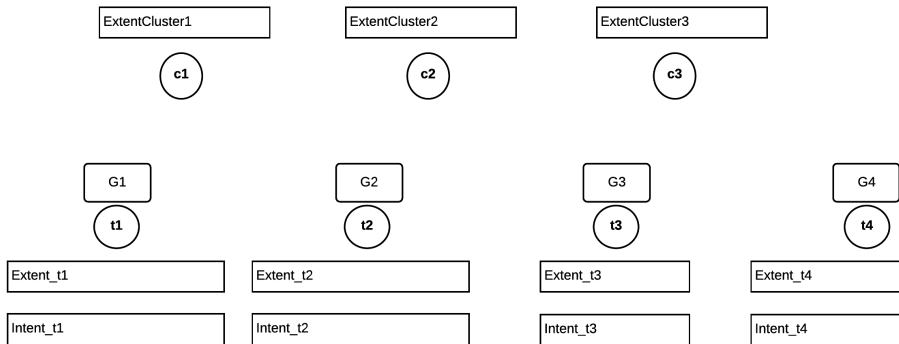 ExtentCluster1 ExtentCluster2 ExtentCluster3
c1 c2 c3
G1 G2 G3 G4
t1 t2 t3 t4
Extent_t1 Extent_t2 Extent_t3 Extent_t4
Intent_t1 Intent_t2 Intent_t3 Intent_t4